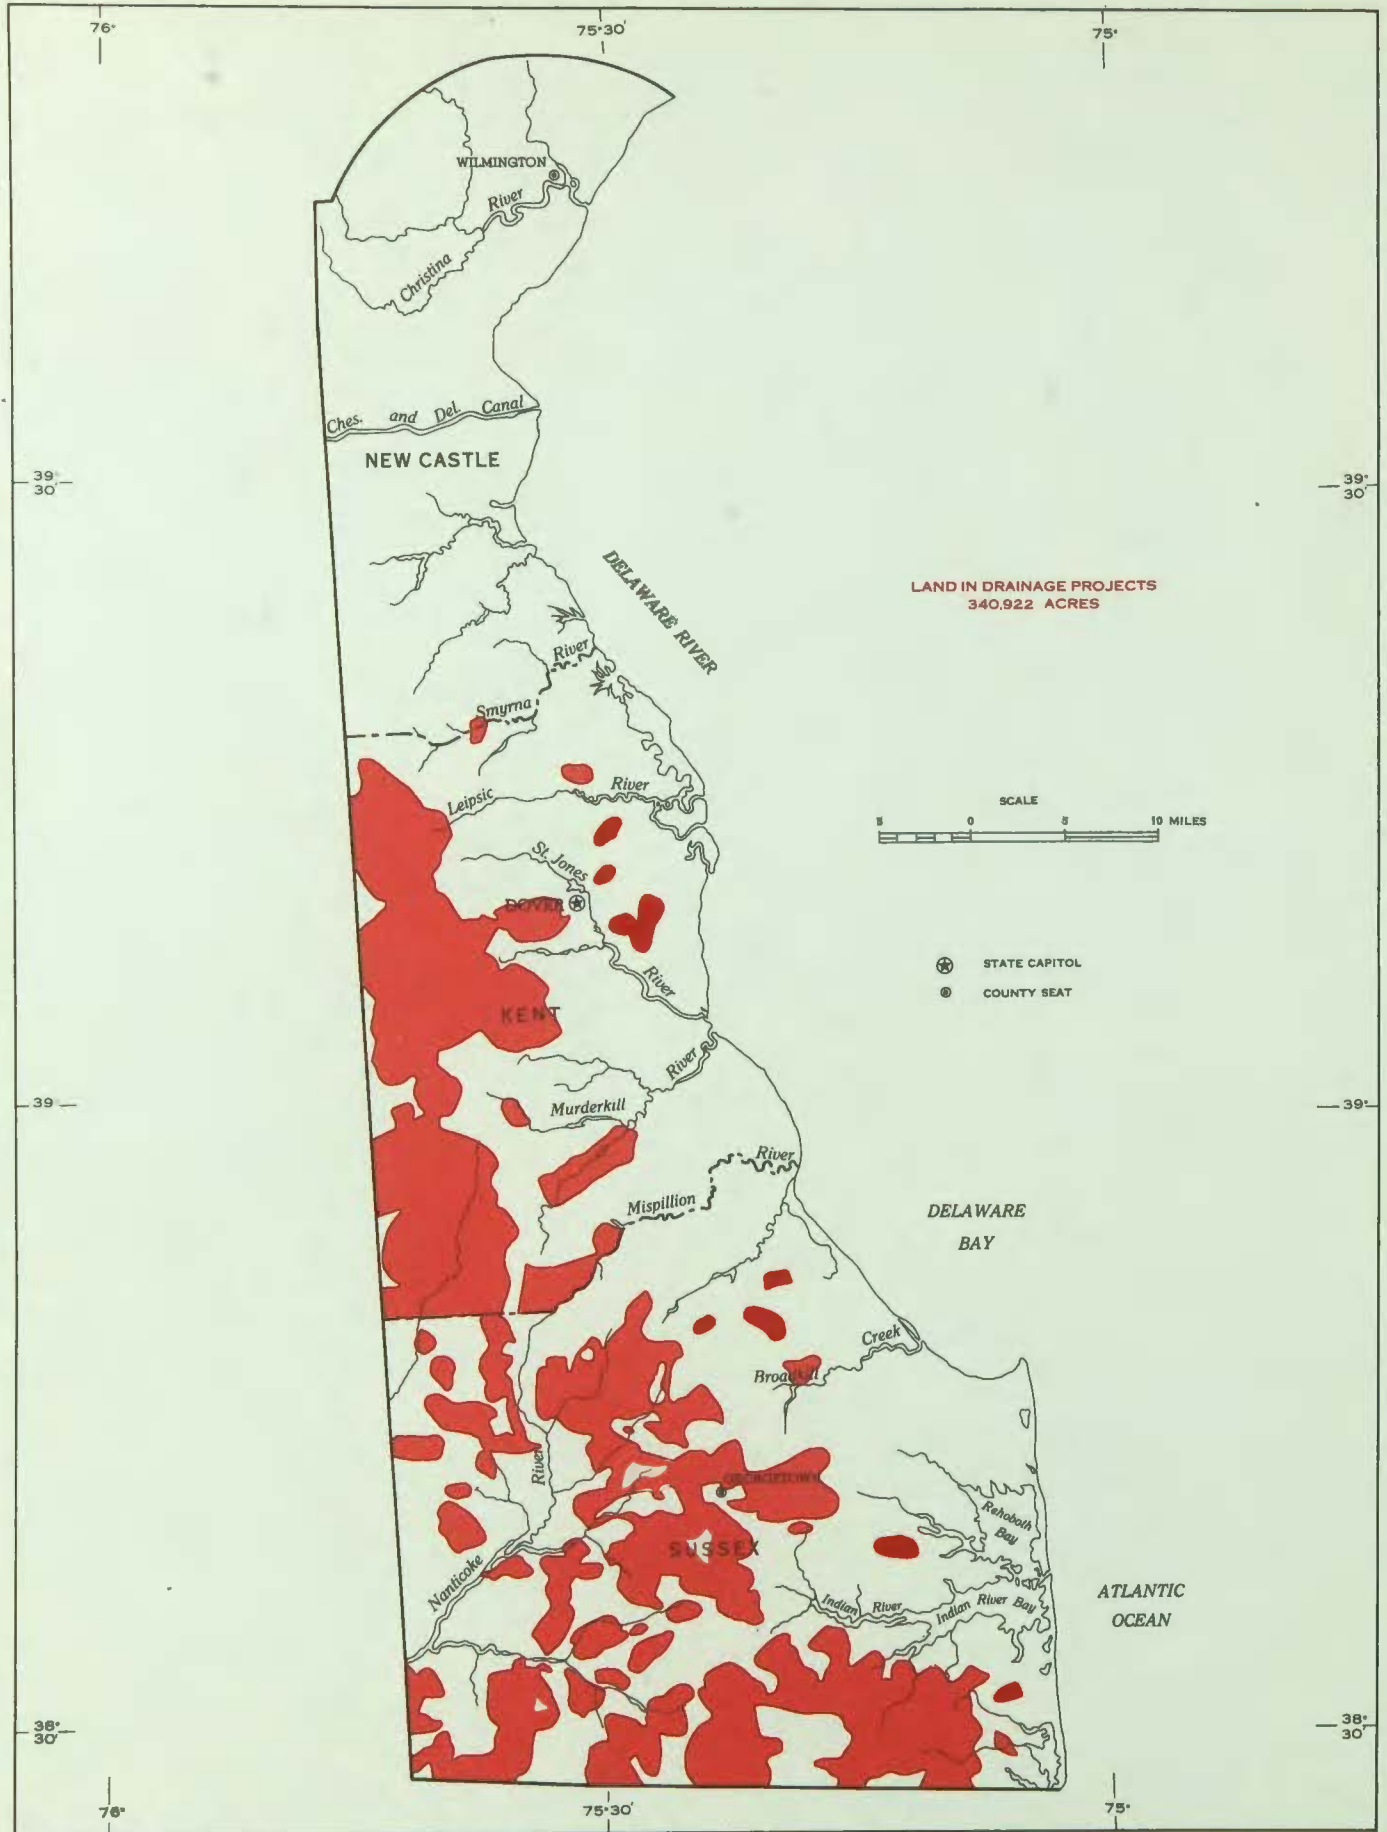 76°
75°30'
75°
WILMINGTON
River
Christina
Ches. and Del. Canal
NEW CASTLE
39°
30'
39°
30'
DELAWARE RIVER
LAND IN DRAINAGE PROJECTS
340,922 ACRES
River
Smyrna
River
Leipsic
SCALE
5 0 5 10 MILES
St. Jones
DOVER
STATE CAPITOL
COUNTY SEAT
River
KENT
River
Murderkill
39°
39°
River
Mispillion
DELAWARE
BAY
Creek
Broadkill
River
GEORGETOWN
Rehoboth
Bay
SUSSEX
Nanticoke
Indian River
Indian River Bay
ATLANTIC
OCEAN
38°
30'
38°
30'
76°
75°30'
75°